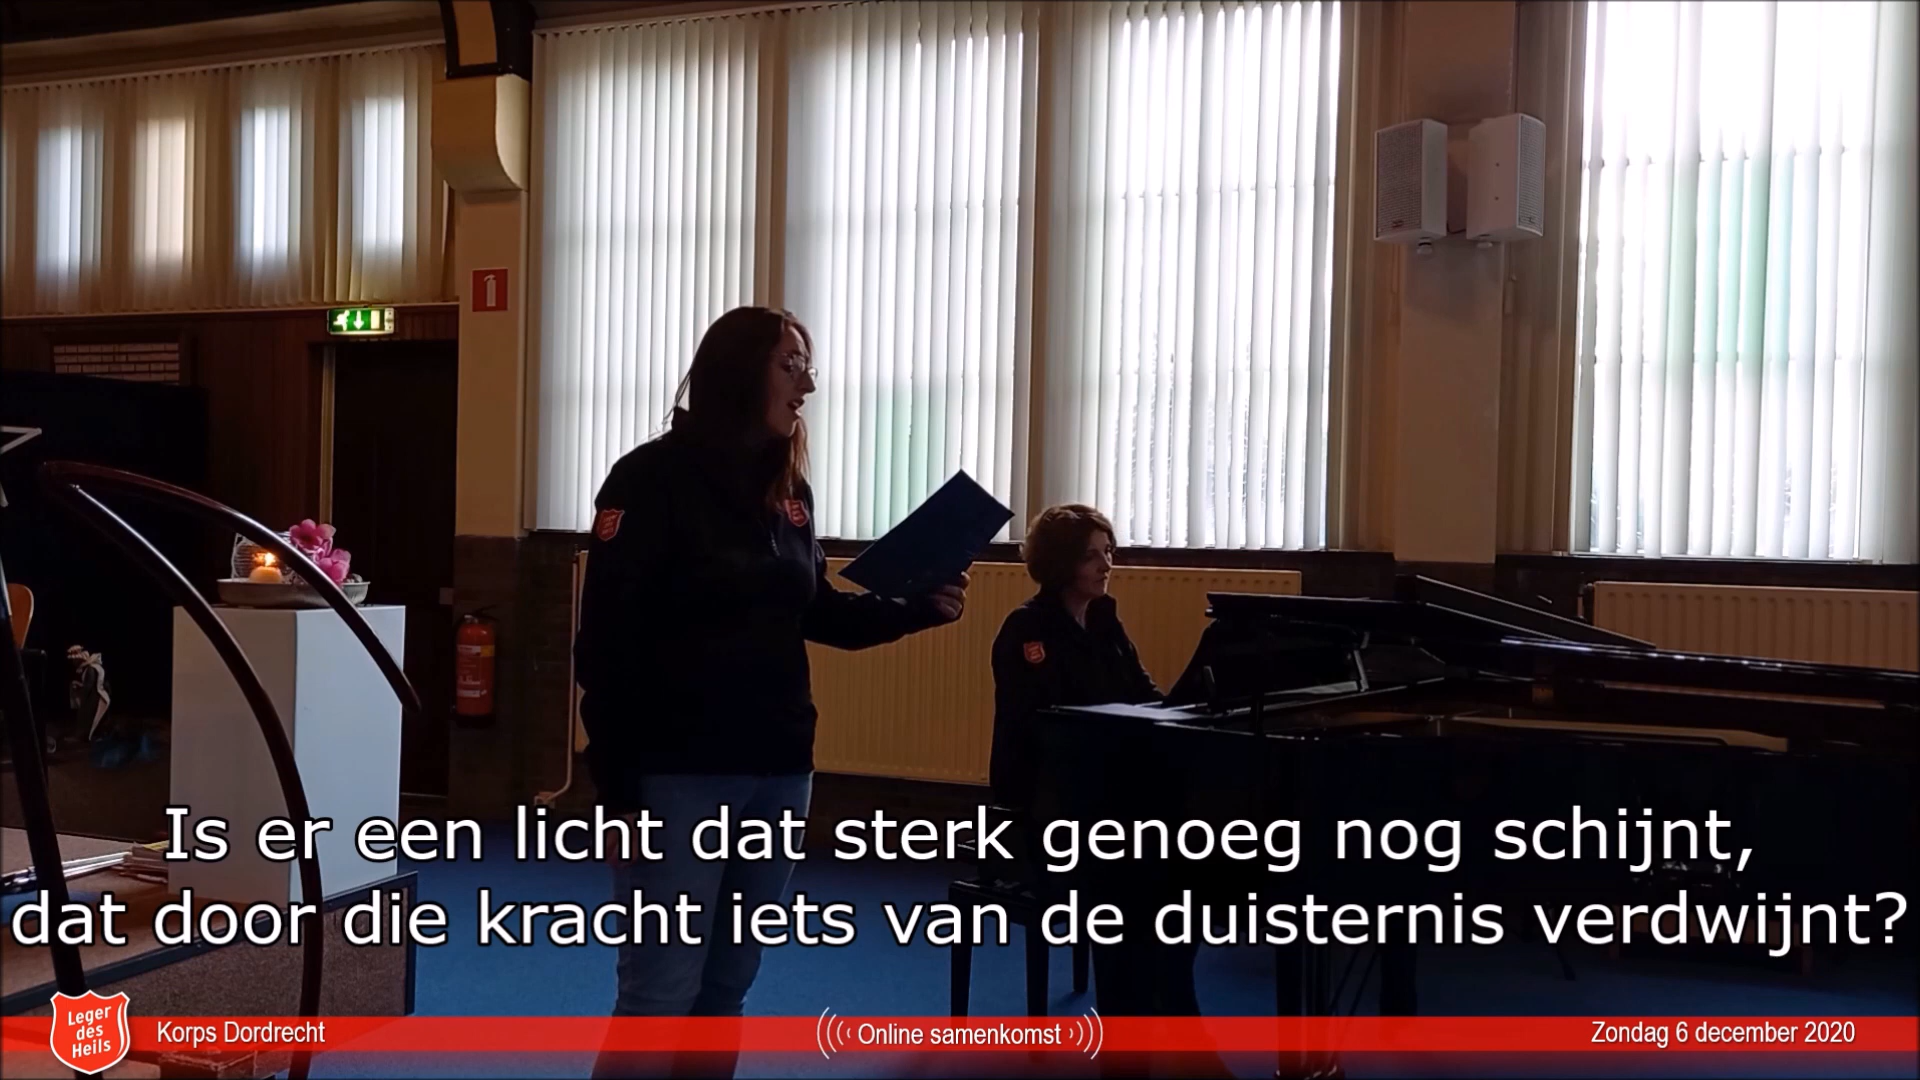 Is er een licht dat sterk genoeg nog schijnt,
dat door die kracht iets van de duisternis verdwijnt?
Leger
des
Heils
Korps Dordrecht
Online samenkomst
Zondag 6 december 2020